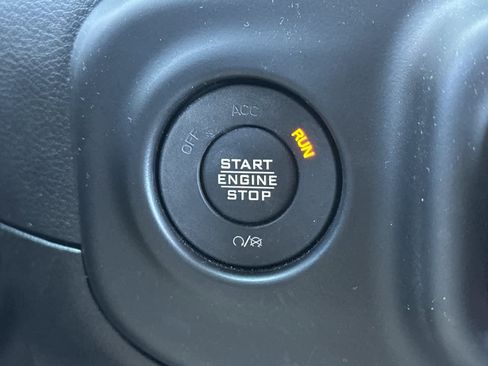 OFF
ACC
RUN
START
ENGINE
STOP